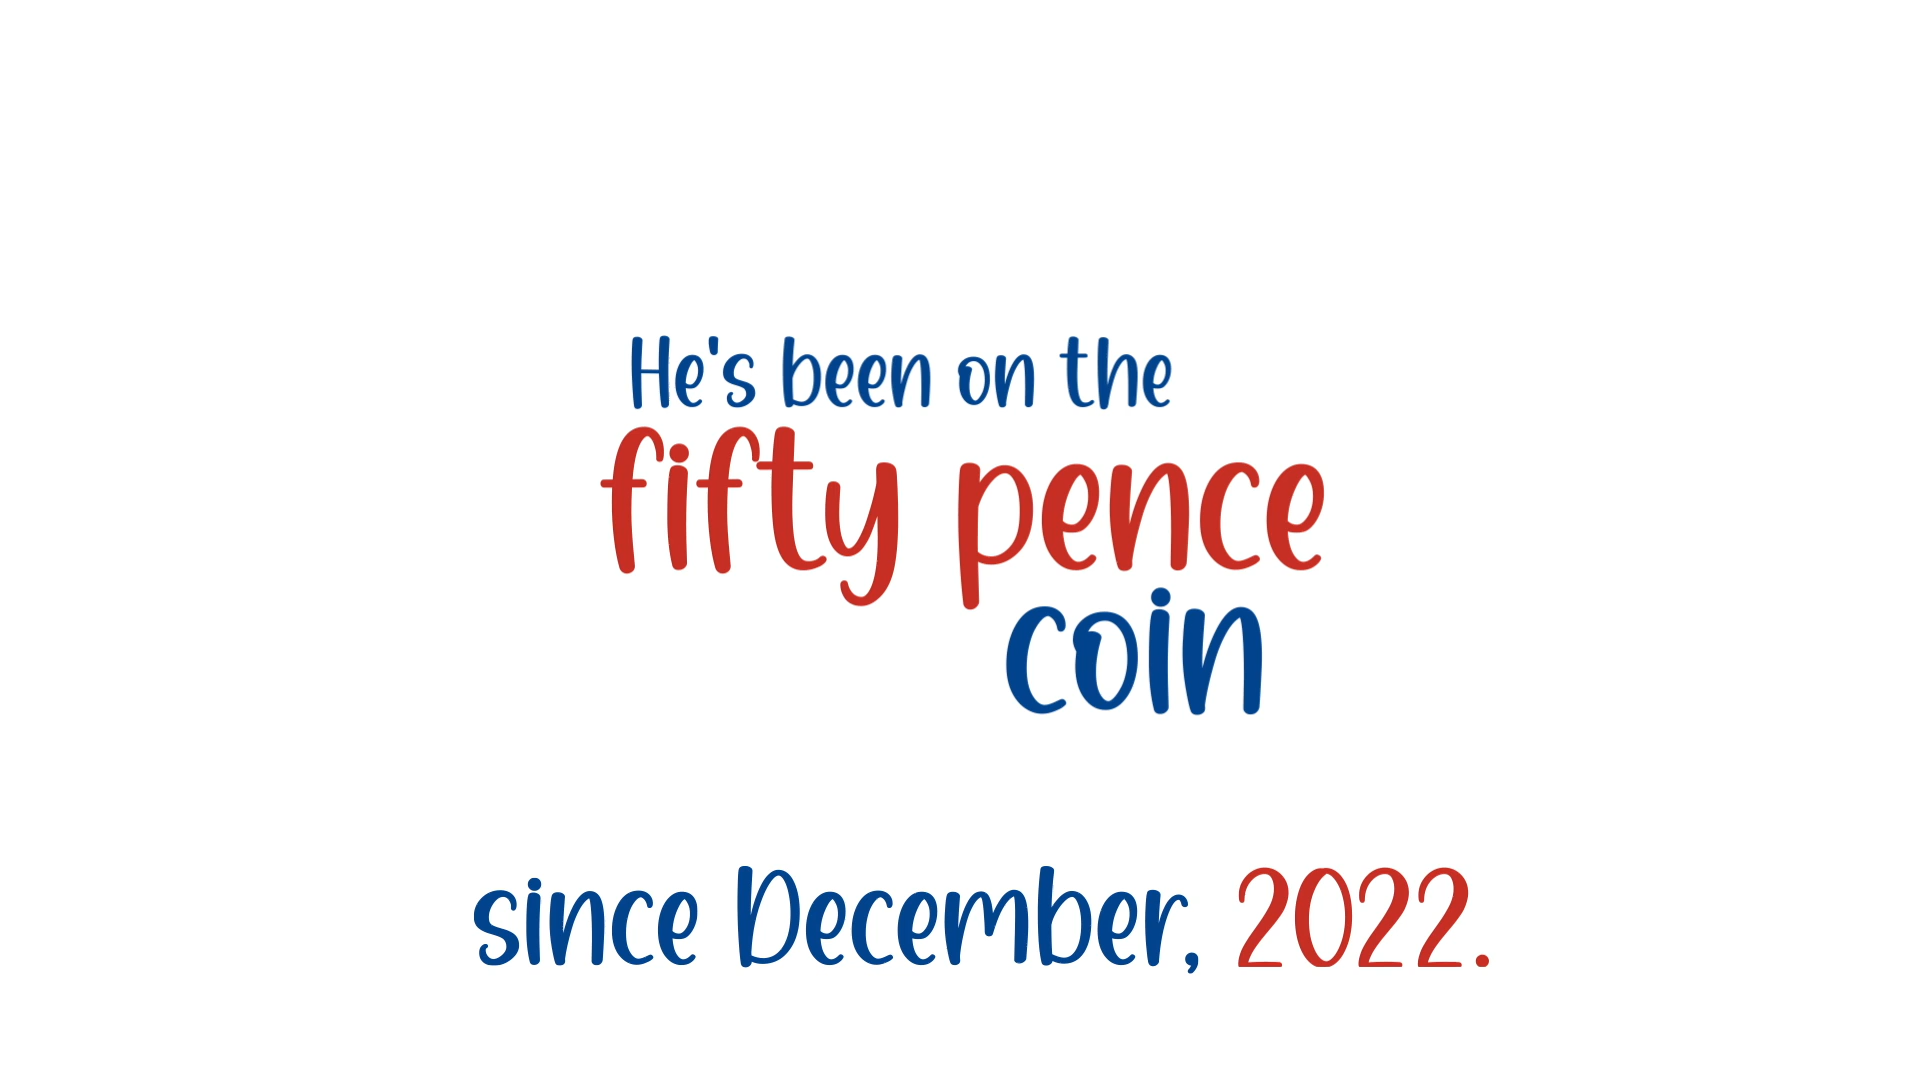 He's been on the
fifty pence
coin
since December, 2022.